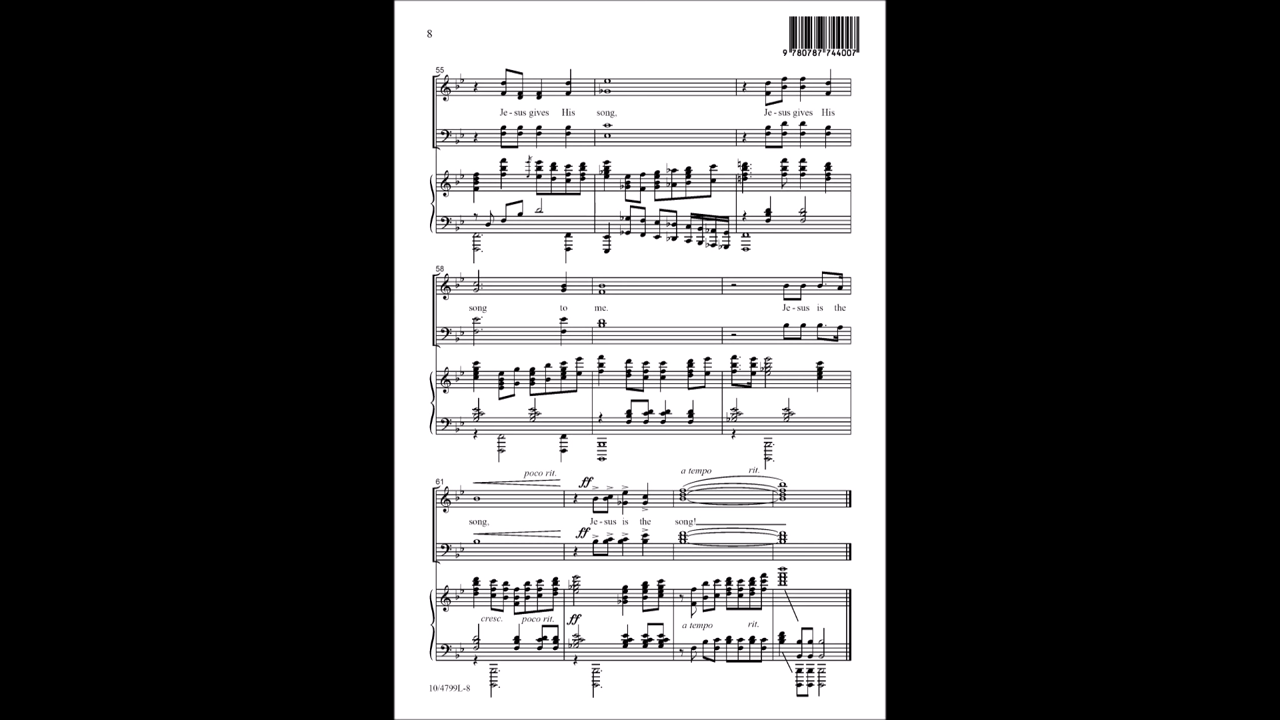 8
9 780787 744007
55
Je - sus gives His song, Je - sus gives His
58
song to me. Je - sus is the
poco rit. a tempo rit.
61
ff
song, Je - sus is the song!
ff
cresc. poco rit. ff a tempo rit.
10/4799L-8